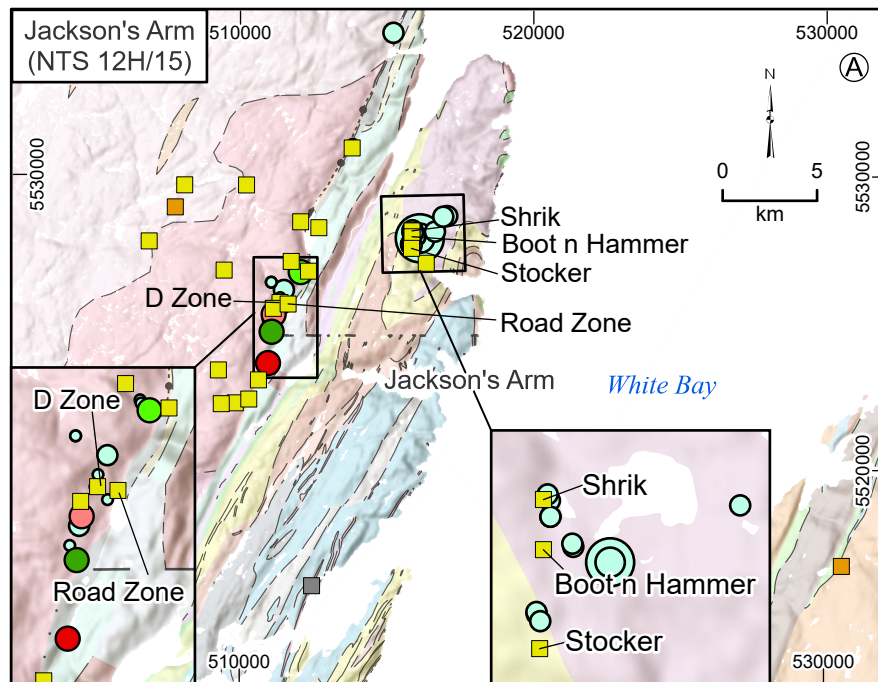 Jackson's Arm
(NTS 12H/15)
510000
520000
530000
A
N
0
5
km
5530000
5530000
Shrik
Boot n Hammer
Stocker
D Zone
Road Zone
Jackson's Arm
White Bay
D Zone
Road Zone
Shrik
Boot n Hammer
Stocker
5520000
510000
530000